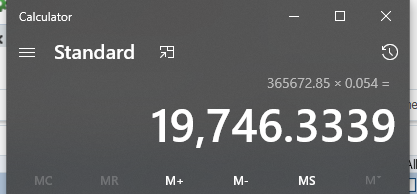 Calculator
Standard
365672.85 × 0.054 =
19,746.3339
MC MR M+ M- MS M˅